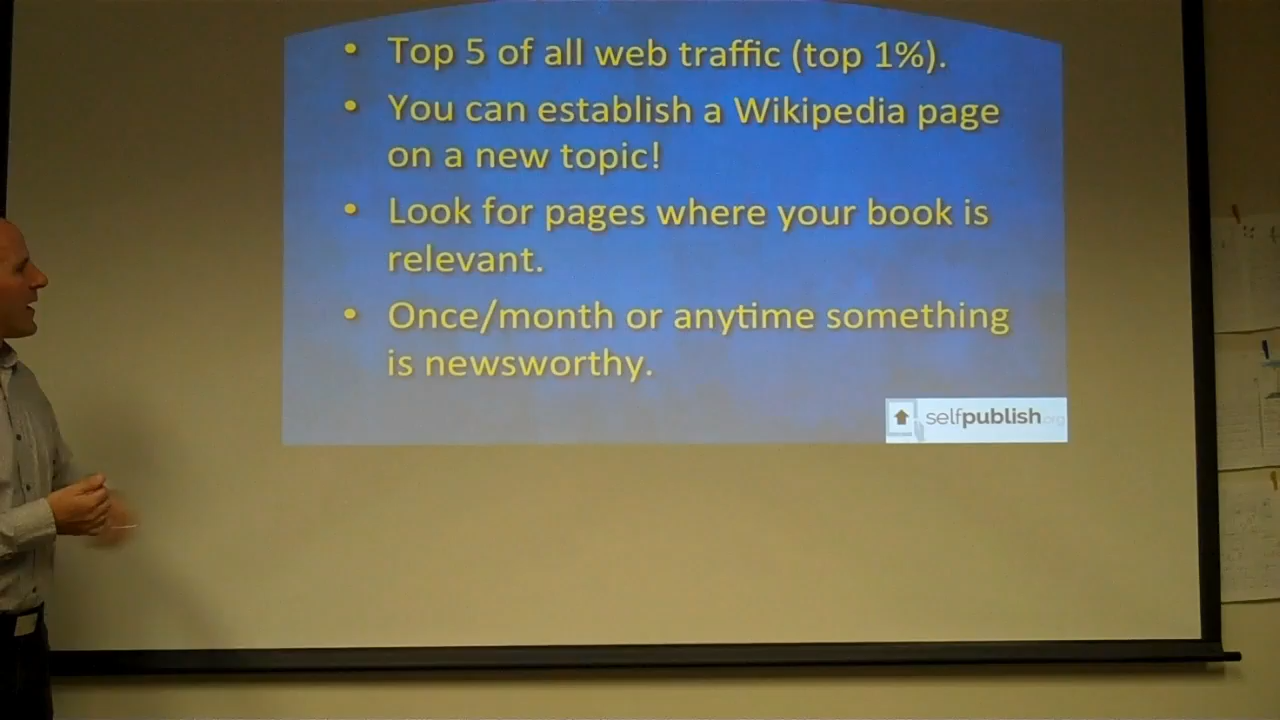 • Top 5 of all web traffic (top 1%).
• You can establish a Wikipedia page
on a new topic!
• Look for pages where your book is
relevant.
• Once/month or anytime something
is newsworthy.
selfpublish.org